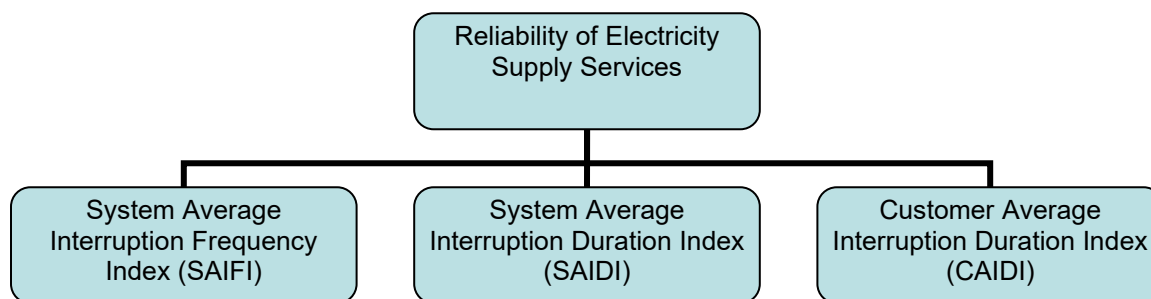 Reliability of Electricity
Supply Services
System Average
Interruption Frequency
Index (SAIFI)
System Average
Interruption Duration Index
(SAIDI)
Customer Average
Interruption Duration Index
(CAIDI)